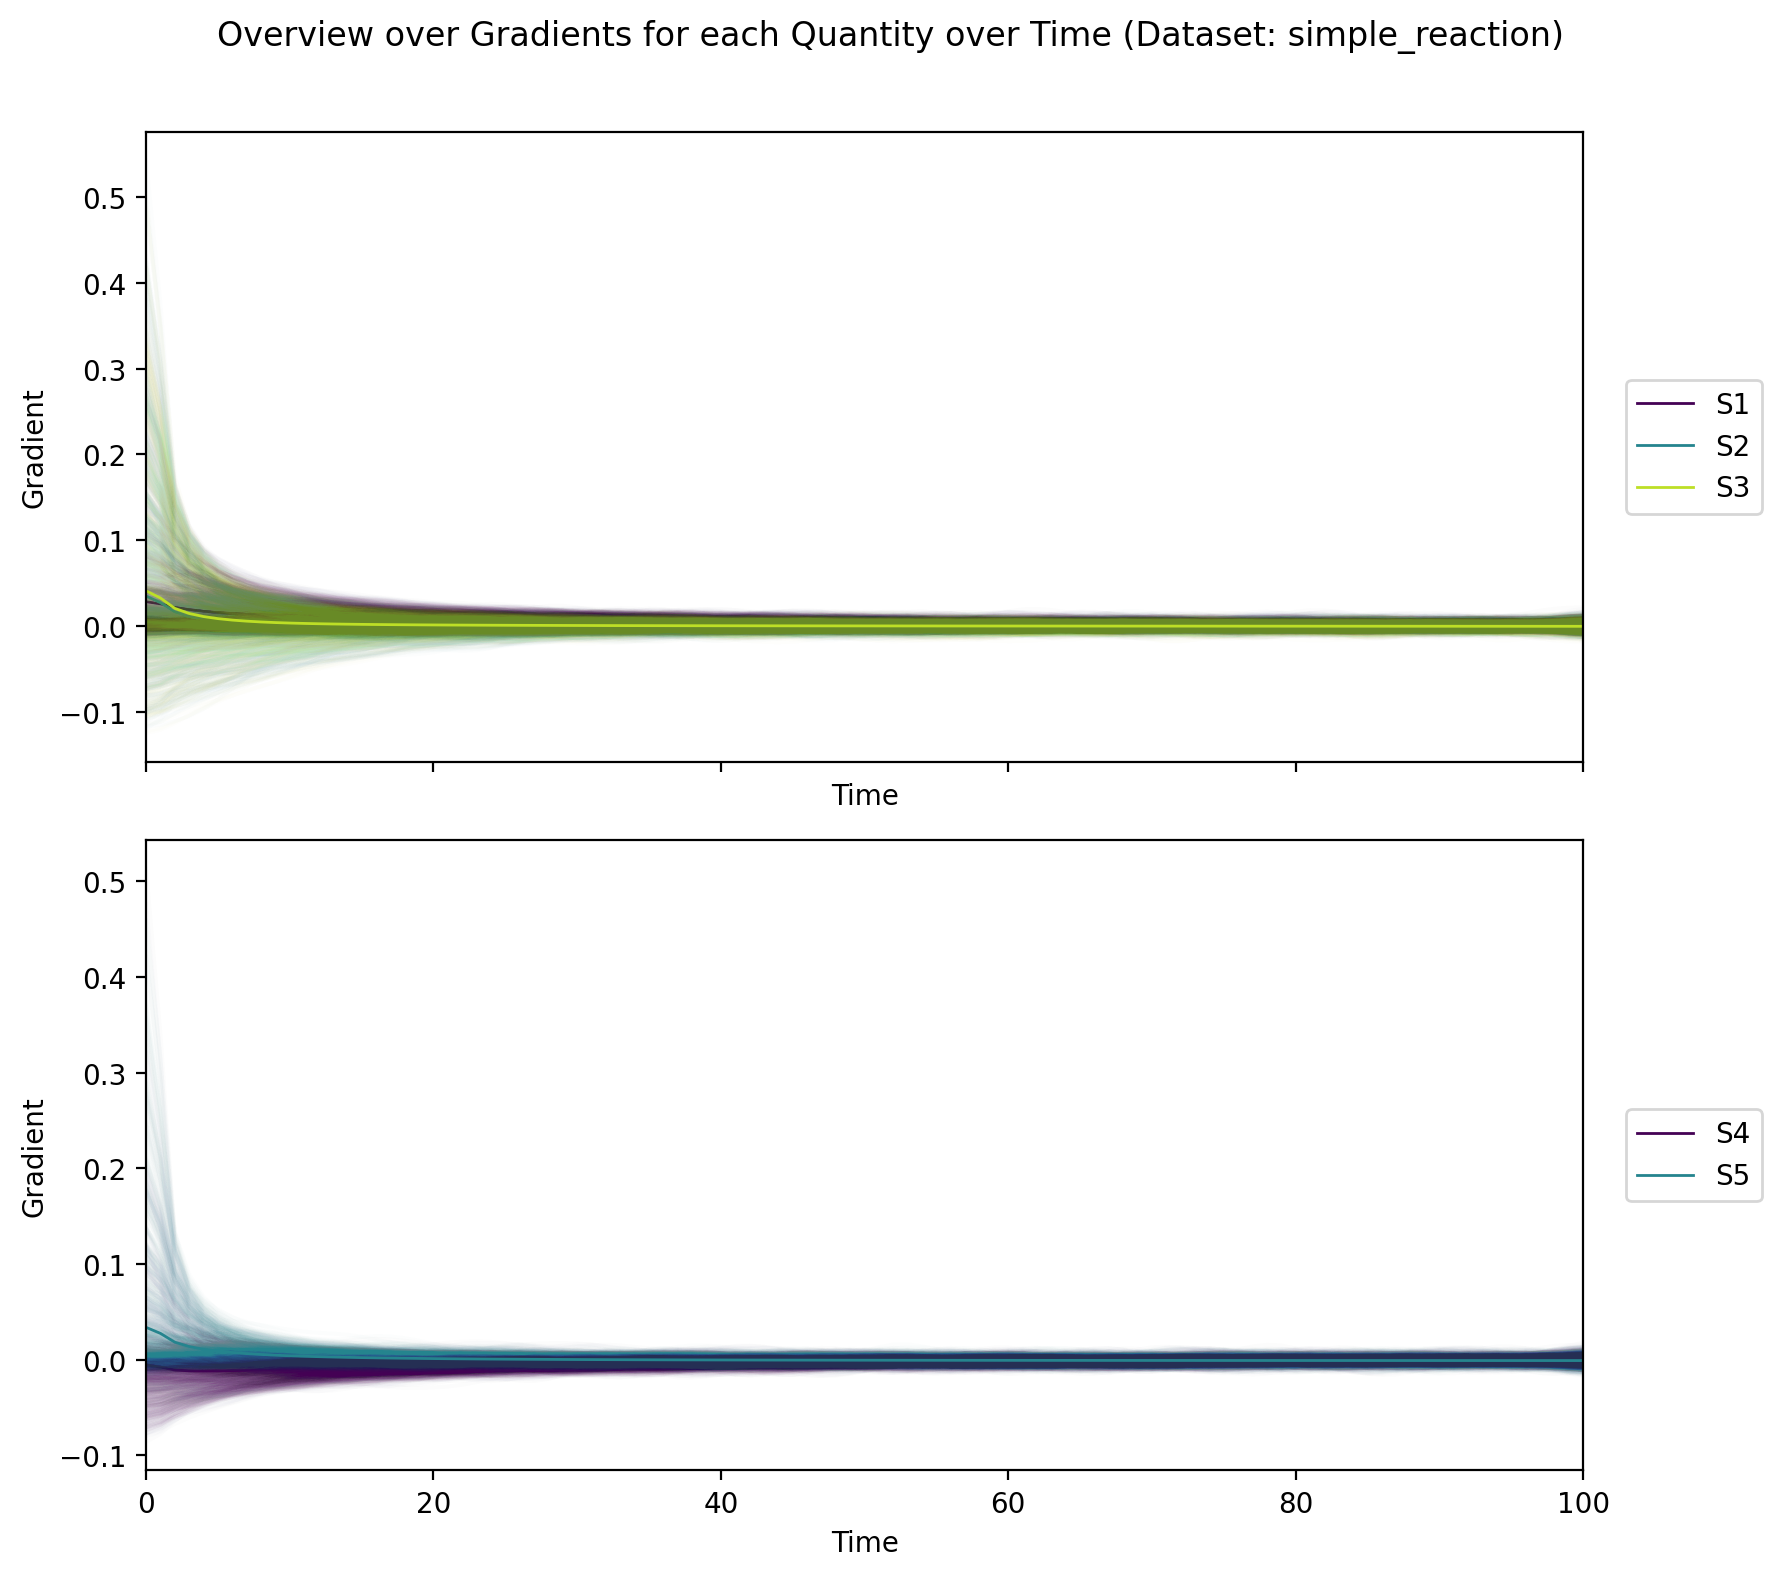 Overview over Gradients for each Quantity over Time (Dataset: simple_reaction)
0.5
0.4
0.3
0.2
0.1
0.0
−0.1
Gradient
Time
S1
S2
S3
0.5
0.4
0.3
0.2
0.1
0.0
−0.1
Gradient
0 20 40 60 80 100
Time
S4
S5